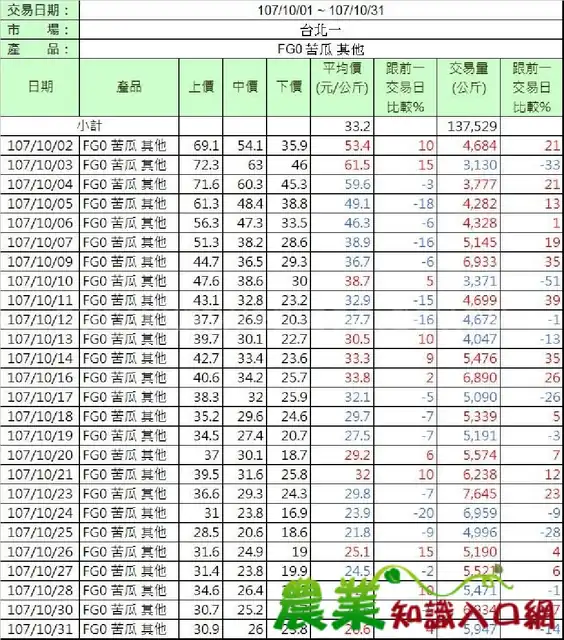 交易日期： 107/10/01 ~ 107/10/31
市 場： 台北一
產 品： FG0 苦瓜 其他
日期 產品 上價 中價 下價 平均價(元/公斤) 跟前一交易日比較% 交易量(公斤) 跟前一交易日比較%
小計 33.2 137,529
107/10/02 FG0 苦瓜 其他 69.1 54.1 35.9 53.4 10 4,684 21
107/10/03 FG0 苦瓜 其他 72.3 63 46 61.5 15 3,130 -33
107/10/04 FG0 苦瓜 其他 71.6 60.3 45.3 59.6 -3 3,777 21
107/10/05 FG0 苦瓜 其他 61.3 48.4 38.8 49.1 -18 4,282 13
107/10/06 FG0 苦瓜 其他 56.3 47.3 33.5 46.3 -6 4,328 1
107/10/07 FG0 苦瓜 其他 51.3 38.2 28.6 38.9 -16 5,145 19
107/10/09 FG0 苦瓜 其他 44.7 36.5 29.3 36.7 -6 6,933 35
107/10/10 FG0 苦瓜 其他 47.6 38.6 30 38.7 5 3,371 -51
107/10/11 FG0 苦瓜 其他 43.1 32.8 23.2 32.9 -15 4,699 39
107/10/12 FG0 苦瓜 其他 37.7 26.9 20.3 27.7 -16 4,672 -1
107/10/13 FG0 苦瓜 其他 39.7 30.1 22.7 30.5 10 4,047 -13
107/10/14 FG0 苦瓜 其他 42.7 33.4 23.6 33.3 9 5,476 35
107/10/16 FG0 苦瓜 其他 40.6 34.2 25.7 33.8 2 6,890 26
107/10/17 FG0 苦瓜 其他 38.3 32 25.9 32.1 -5 5,090 -26
107/10/18 FG0 苦瓜 其他 35.2 29.6 24.6 29.7 -7 5,339 5
107/10/19 FG0 苦瓜 其他 34.5 27.4 20.7 27.5 -7 5,191 -3
107/10/20 FG0 苦瓜 其他 37 30.1 18.7 29.2 6 5,574 7
107/10/21 FG0 苦瓜 其他 39.5 31.6 25.8 32 10 6,238 12
107/10/23 FG0 苦瓜 其他 36.6 29.3 24.3 29.8 -7 7,645 23
107/10/24 FG0 苦瓜 其他 31 23.8 16.9 23.9 -20 6,959 -9
107/10/25 FG0 苦瓜 其他 28.5 20.6 18.6 21.8 -9 4,996 -28
107/10/26 FG0 苦瓜 其他 31.6 24.9 19 25.1 15 5,190 4
107/10/27 FG0 苦瓜 其他 31.4 23.8 19.9 24.5 -2 5,521 6
107/10/28 FG0 苦瓜 其他 34.6 26.4 10 5,471 -1
107/10/30 FG0 苦瓜 其他 30.7 25.2
107/10/31 FG0 苦瓜 其他 30.9 26 23.8 26.6 4 5,947 14
農業知識入口網